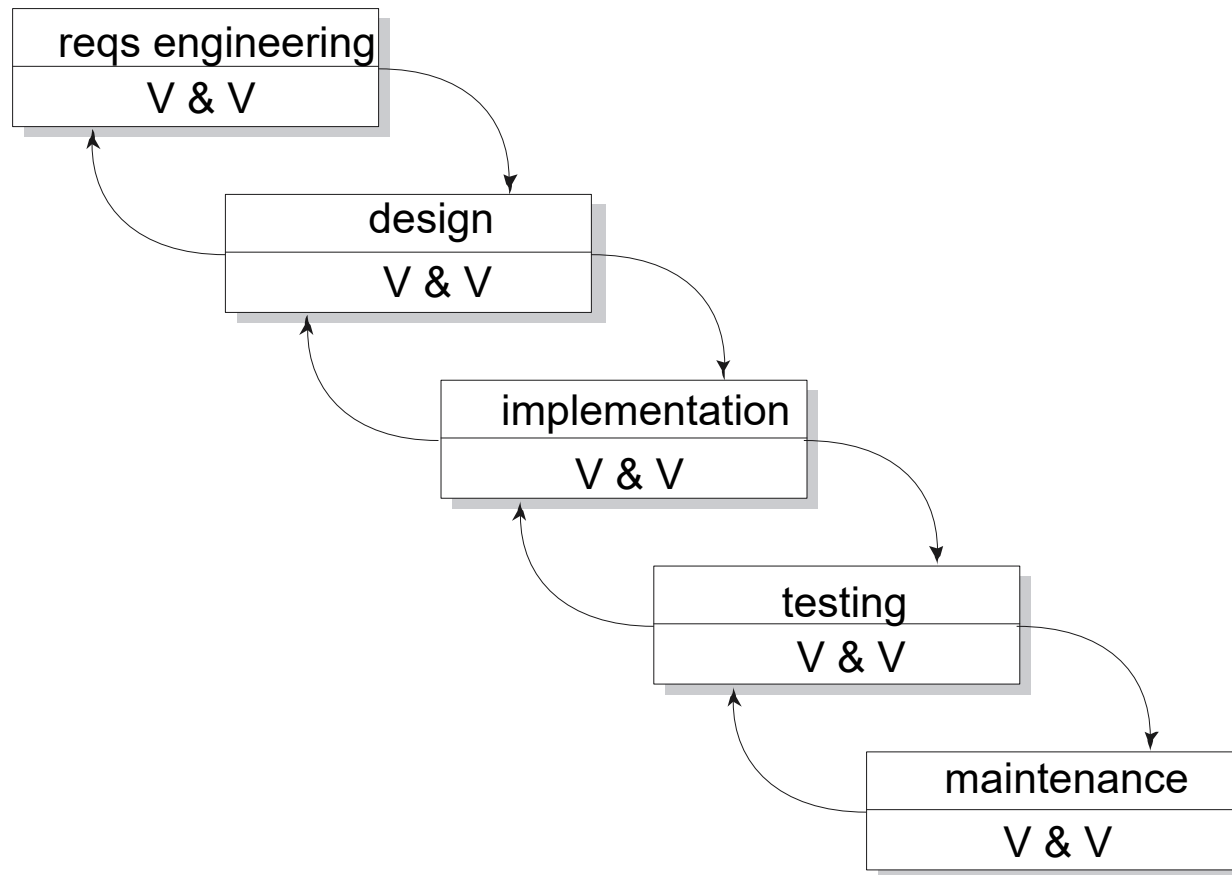 reqs engineering
V & V
design
V & V
implementation
V & V
testing
V & V
maintenance
V & V